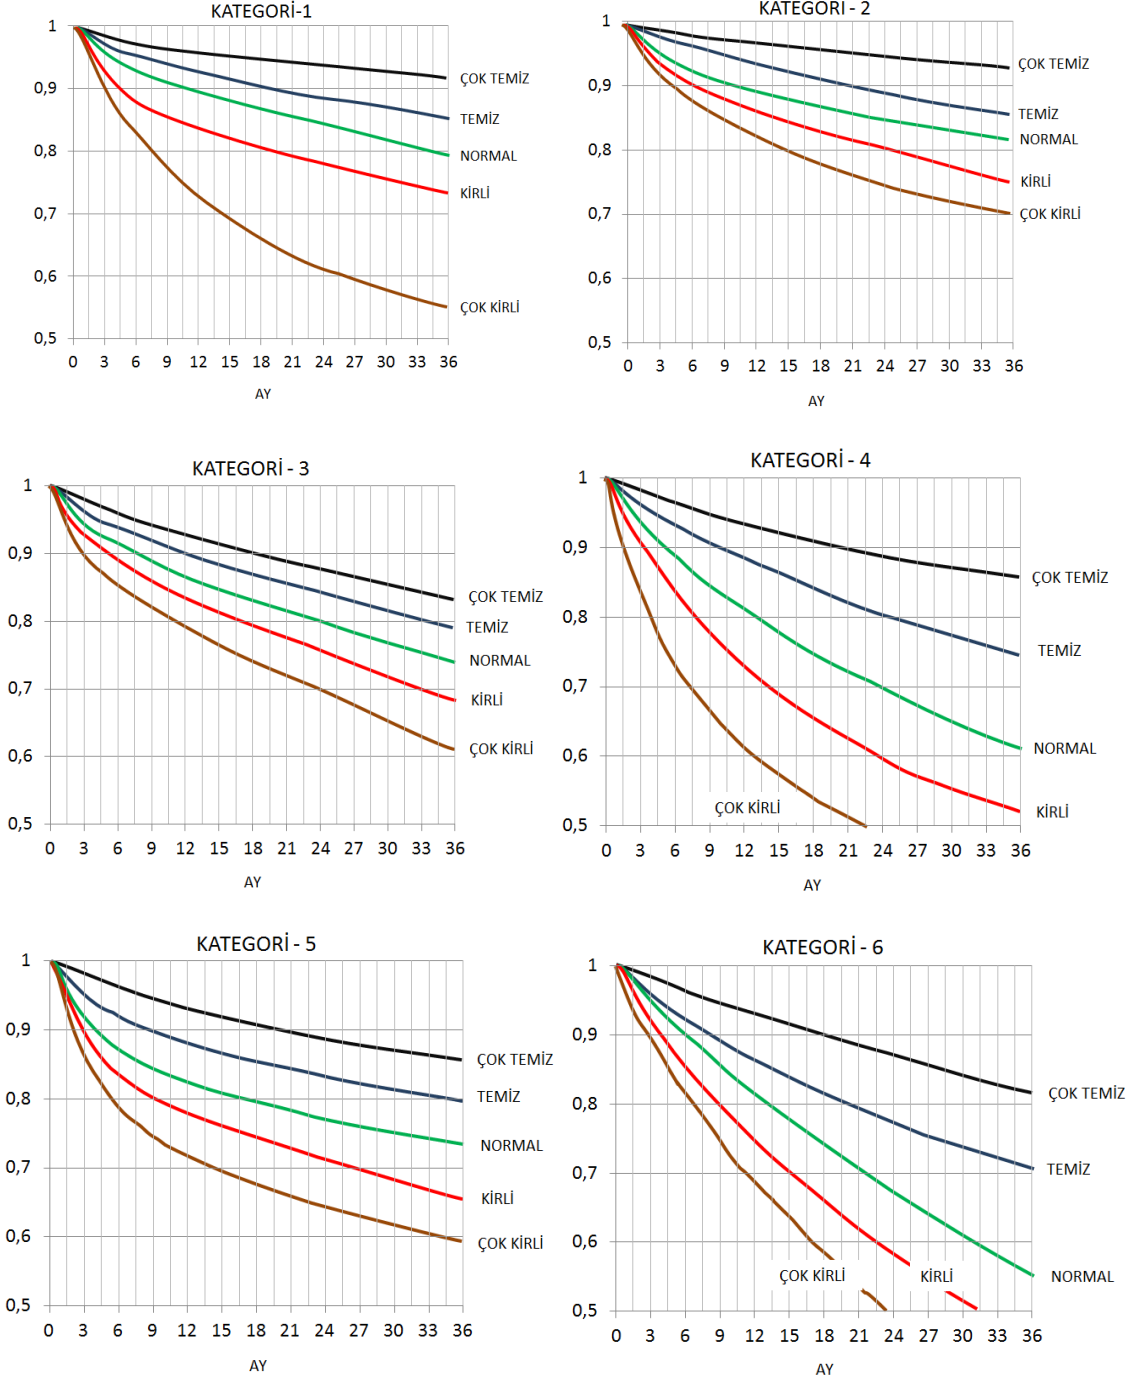 KATEGORİ-1
1
0,9
0,8
0,7
0,6
0,5
0 3 6 9 12 15 18 21 24 27 30 33 36
AY
ÇOK TEMİZ
TEMİZ
NORMAL
KİRLİ
ÇOK KİRLİ
KATEGORİ - 2
1
0,9
0,8
0,7
0,6
0,5
0 3 6 9 12 15 18 21 24 27 30 33 36
AY
ÇOK TEMİZ
TEMİZ
NORMAL
KİRLİ
ÇOK KİRLİ
KATEGORİ - 3
1
0,9
0,8
0,7
0,6
0,5
0 3 6 9 12 15 18 21 24 27 30 33 36
AY
ÇOK TEMİZ
TEMİZ
NORMAL
KİRLİ
ÇOK KİRLİ
KATEGORİ - 4
1
0,9
0,8
0,7
0,6
0,5
0 3 6 9 12 15 18 21 24 27 30 33 36
AY
ÇOK TEMİZ
TEMİZ
NORMAL
ÇOK KİRLİ
KİRLİ
KATEGORİ - 5
1
0,9
0,8
0,7
0,6
0,5
0 3 6 9 12 15 18 21 24 27 30 33 36
AY
ÇOK TEMİZ
TEMİZ
NORMAL
KİRLİ
ÇOK KİRLİ
KATEGORİ - 6
1
0,9
0,8
0,7
0,6
0,5
0 3 6 9 12 15 18 21 24 27 30 33 36
AY
ÇOK TEMİZ
TEMİZ
ÇOK KİRLİ
KİRLİ
NORMAL